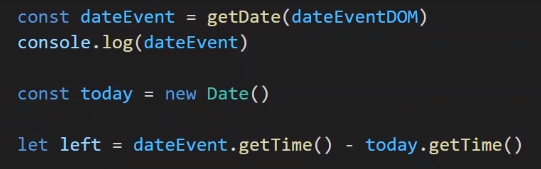 const dateEvent = getDate(dateEventDOM)
console.log(dateEvent)
const today = new Date()
let left = dateEvent.getTime() - today.getTime()